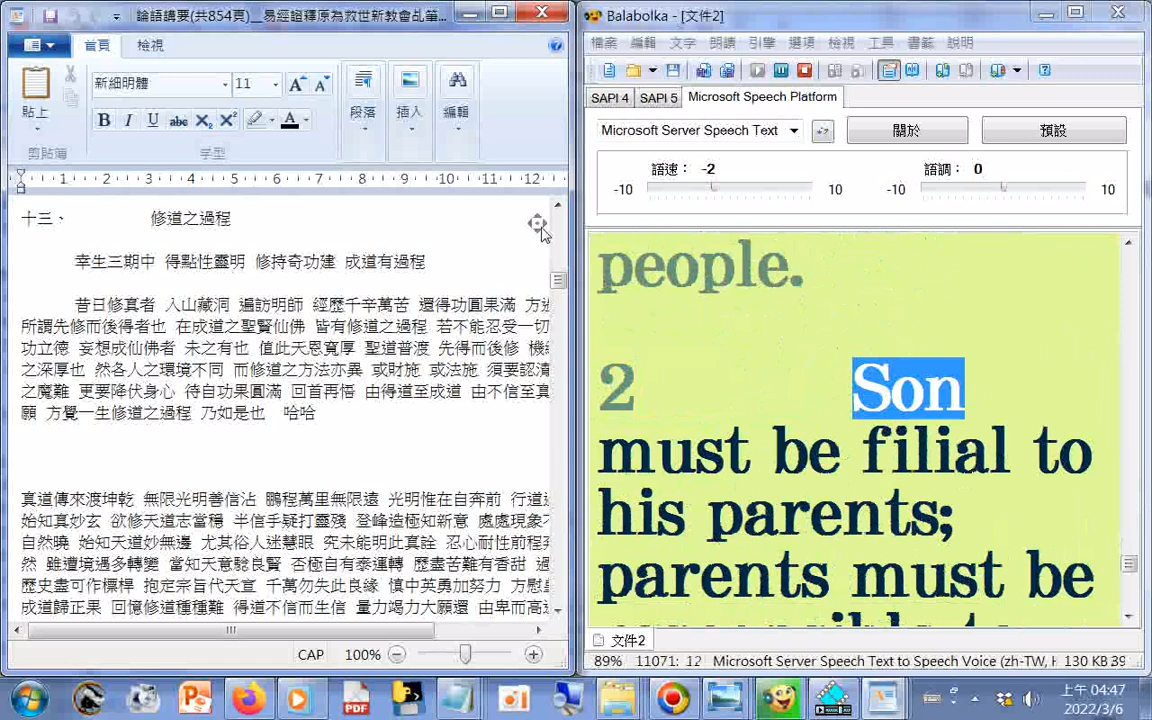 論語講要(共854頁)__易經證釋原為救世新教會乩筆...
首頁
檢視
貼上
剪貼簿
新細明體
11
字型
段落
插入
編輯
1 2 3 4 5 6 7 8 9 10 11 12
十三、 修道之過程
幸生三期中 得點性靈明 修持奇功建 成道有過程
昔日修真者 入山藏洞 遍訪明師 經歷千辛萬苦 還得功圓果滿 方
所謂先修而後得者也 在成道之聖賢仙佛 皆有修道之過程 若不能忍受一切
功立德 妄想成仙佛者 未之有也 值此天恩寬厚 聖道普渡 先得而後修 機
之深厚也 然各人之環境不同 而修道之方法亦異 或財施 或法施 須要認清
之魔難 更要降伏身心 待自功果圓滿 回首再悟 由得道至成道 由不信至真
願 方覺一生修道之過程 乃如是也 哈哈
真道傳來渡坤乾 無限光明善信沾 鵬程萬里無限遠 光明惟在自奔前 行道
始知真妙玄 欲修天道志當穩 半信乎疑打靈殘 登峰造極知新意 處處現象
自然曉 始知天道妙無邊 尤其俗人迷慧眼 究未能明此真詮 忍心耐性前程
然 雖遭境遇多轉變 當知天意騐良賢 否極自有泰運轉 歷盡苦難有香甜 過
歷史盡可作標桿 抱定宗旨代天宣 千萬勿失此良緣 慎中英勇加努力 方慰
成道歸正果 回憶修道種種難 得道不信而生信 量力竭力大願還 由卑而高
CAP 100%
Balabolka - [文件2]
檔案 編輯 文字 朗讀 引擎 選項 檢視 工具 書籤 說明
SAPI 4 SAPI 5 Microsoft Speech Platform
Microsoft Server Speech Text
關於
預設
語速： -2
-10 10
語調： 0
-10 10
people.
2 Son
must be filial to
his parents;
parents must be
文件2
89% 11071: 12 Microsoft Server Speech Text to Speech Voice (zh-TW, H 130 KB 39
上午 04:47
2022/3/6